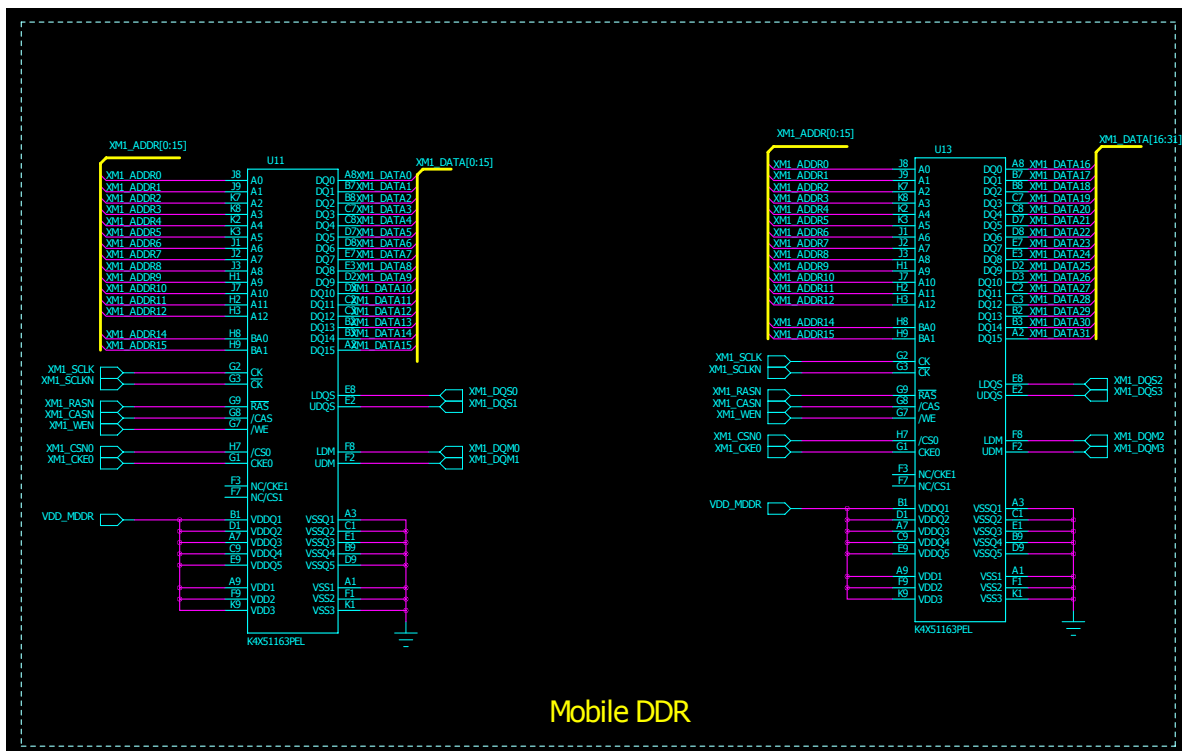 XM1_ADDR[0:15]
U11
XM1_DATA[0:15]
XM1_ADDR0 J8 A0 DQ0 A8 XM1_DATA0
XM1_ADDR1 J9 A1 DQ1 B7 XM1_DATA1
XM1_ADDR2 K7 A2 DQ2 B8 XM1_DATA2
XM1_ADDR3 K8 A3 DQ3 C7 XM1_DATA3
XM1_ADDR4 K2 A4 DQ4 C8 XM1_DATA4
XM1_ADDR5 K3 A5 DQ5 D7 XM1_DATA5
XM1_ADDR6 J1 A6 DQ6 D8 XM1_DATA6
XM1_ADDR7 J2 A7 DQ7 E7 XM1_DATA7
XM1_ADDR8 J3 A8 DQ8 E3 XM1_DATA8
XM1_ADDR9 H1 A9 DQ9 D2 XM1_DATA9
XM1_ADDR10 J7 A10 DQ10 D3 XM1_DATA10
XM1_ADDR11 H2 A11 DQ11 C2 XM1_DATA11
XM1_ADDR12 H3 A12 DQ12 C3 XM1_DATA12
DQ13 B2 XM1_DATA13
XM1_ADDR14 H8 BA0 DQ14 B3 XM1_DATA14
XM1_ADDR15 H9 BA1 DQ15 A2 XM1_DATA15
XM1_SCLK G2 CK
XM1_SCLKN G3 CK
LDQS E8 XM1_DQS0
XM1_RASN G9 RAS UDQS E2 XM1_DQS1
XM1_CASN G8 /CAS
XM1_WEN G7 /WE
XM1_CSN0 H7 /CS0 LDM F8 XM1_DQM0
XM1_CKE0 G1 CKE0 UDM F2 XM1_DQM1
F3 NC/CKE1
F7 NC/CS1
VDD_MDDR B1 VDDQ1 VSSQ1 A3
D1 VDDQ2 VSSQ2 C1
A7 VDDQ3 VSSQ3 E1
C9 VDDQ4 VSSQ4 B9
E9 VDDQ5 VSSQ5 D9
A9 VDD1 VSS1 A1
F9 VDD2 VSS2 F1
K9 VDD3 VSS3 K1
K4X51163PEL
XM1_ADDR[0:15]
U13
XM1_DATA[16:31]
XM1_ADDR0 J8 A0 DQ0 A8 XM1_DATA16
XM1_ADDR1 J9 A1 DQ1 B7 XM1_DATA17
XM1_ADDR2 K7 A2 DQ2 B8 XM1_DATA18
XM1_ADDR3 K8 A3 DQ3 C7 XM1_DATA19
XM1_ADDR4 K2 A4 DQ4 C8 XM1_DATA20
XM1_ADDR5 K3 A5 DQ5 D7 XM1_DATA21
XM1_ADDR6 J1 A6 DQ6 D8 XM1_DATA22
XM1_ADDR7 J2 A7 DQ7 E7 XM1_DATA23
XM1_ADDR8 J3 A8 DQ8 E3 XM1_DATA24
XM1_ADDR9 H1 A9 DQ9 D2 XM1_DATA25
XM1_ADDR10 J7 A10 DQ10 D3 XM1_DATA26
XM1_ADDR11 H2 A11 DQ11 C2 XM1_DATA27
XM1_ADDR12 H3 A12 DQ12 C3 XM1_DATA28
DQ13 B2 XM1_DATA29
XM1_ADDR14 H8 BA0 DQ14 B3 XM1_DATA30
XM1_ADDR15 H9 BA1 DQ15 A2 XM1_DATA31
XM1_SCLK G2 CK
XM1_SCLKN G3 CK
LDQS E8 XM1_DQS2
XM1_RASN G9 RAS UDQS E2 XM1_DQS3
XM1_CASN G8 /CAS
XM1_WEN G7 /WE
XM1_CSN0 H7 /CS0 LDM F8 XM1_DQM2
XM1_CKE0 G1 CKE0 UDM F2 XM1_DQM3
F3 NC/CKE1
F7 NC/CS1
VDD_MDDR B1 VDDQ1 VSSQ1 A3
D1 VDDQ2 VSSQ2 C1
A7 VDDQ3 VSSQ3 E1
C9 VDDQ4 VSSQ4 B9
E9 VDDQ5 VSSQ5 D9
A9 VDD1 VSS1 A1
F9 VDD2 VSS2 F1
K9 VDD3 VSS3 K1
K4X51163PEL
Mobile DDR